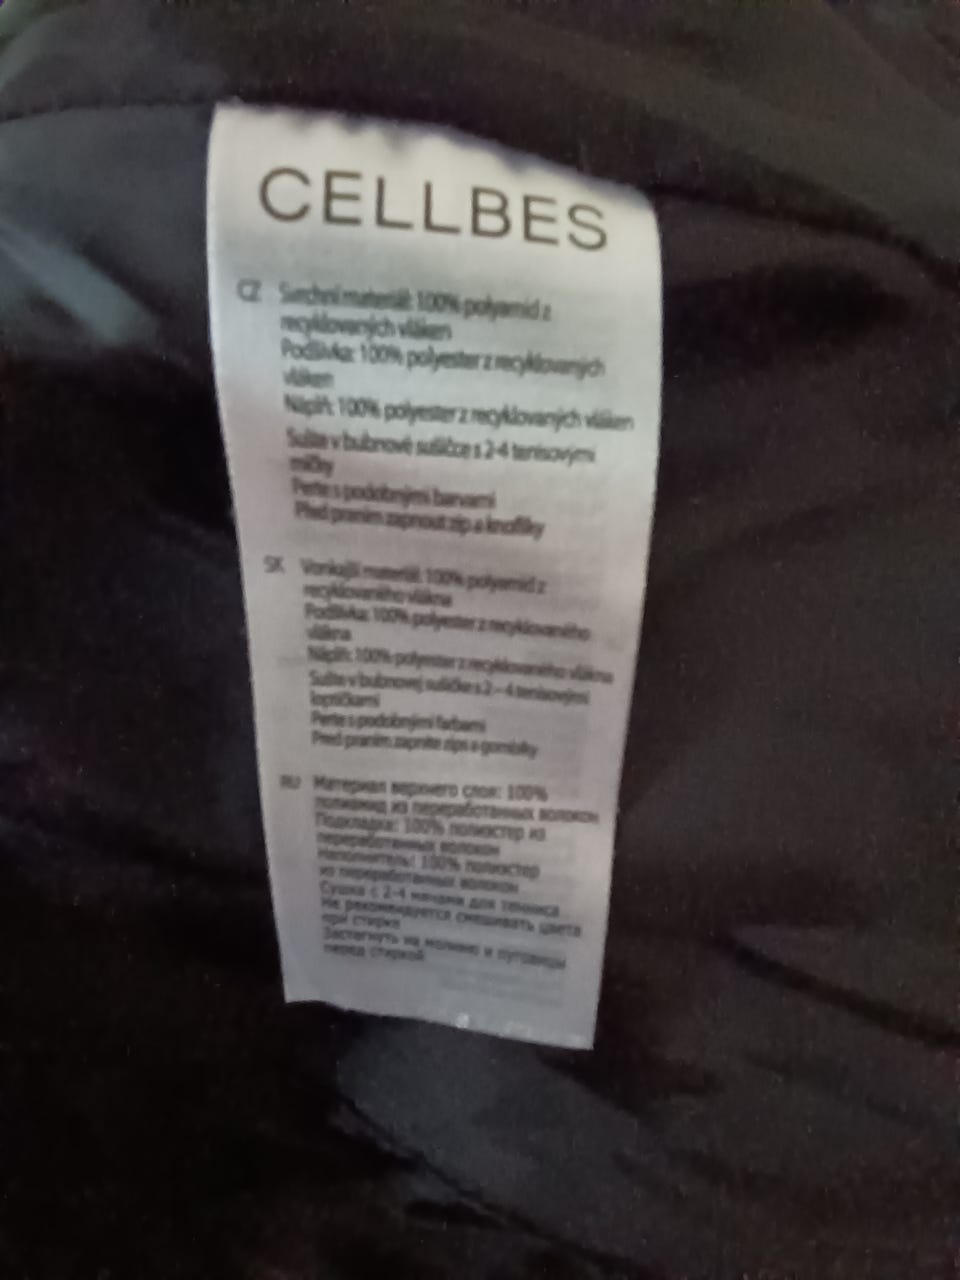 CELLBES
CZ Svrchní materiál: 100% polyamid z
recyklovaných vláken
Podšívka: 100% polyester z recyklovaných
vláken
Náplň: 100% polyester z recyklovaných vláken
Sušte v bubnové sušičce s 2-4 tenisovými
míčky
Perte s podobnými barvami
Před praním zapnout zip a knoflíky
SK Vonkajší materiál: 100% polyamid z
recyklovaného vlákna
Podšívka: 100% polyester z recyklovaného
vlákna
Náplň: 100% polyester z recyklovaného vlákna
Sušte v bubnovej sušičke s 2 – 4 tenisovými
loptičkami
Perte s podobnými farbami
Pred praním zapnite zips a gombíky
RU Материал верхнего слоя: 100%
полиамид из переработанных волокон
Подкладка: 100% полиэстер из
переработанных волокон
Наполнитель: 100% полиэстер
из переработанных волокон
Сушка с 2-4 мячами для тенниса
Не рекомендуется смешивать цвета
при стирке
Застегнуть на молнию и пуговицы
перед стиркой